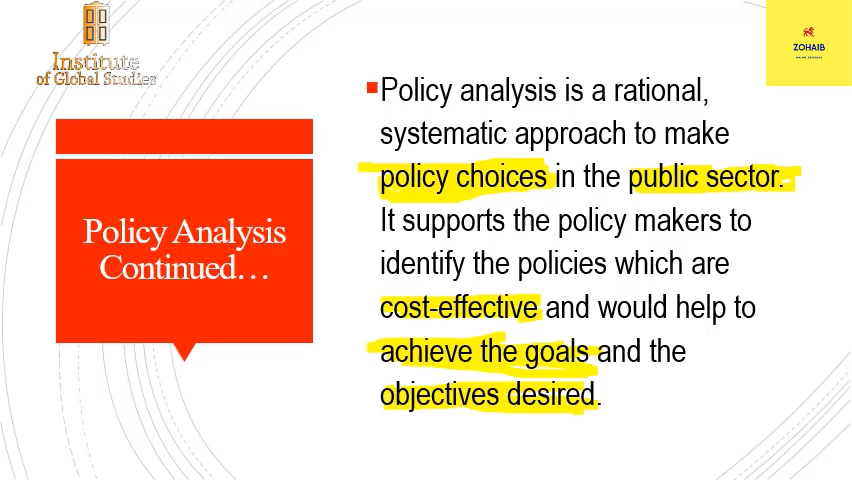 Institute
of Global Studies
ZOHAIB
Policy Analysis
Continued…
Policy analysis is a rational,
systematic approach to make
policy choices in the public sector.
It supports the policy makers to
identify the policies which are
cost-effective and would help to
achieve the goals and the
objectives desired.